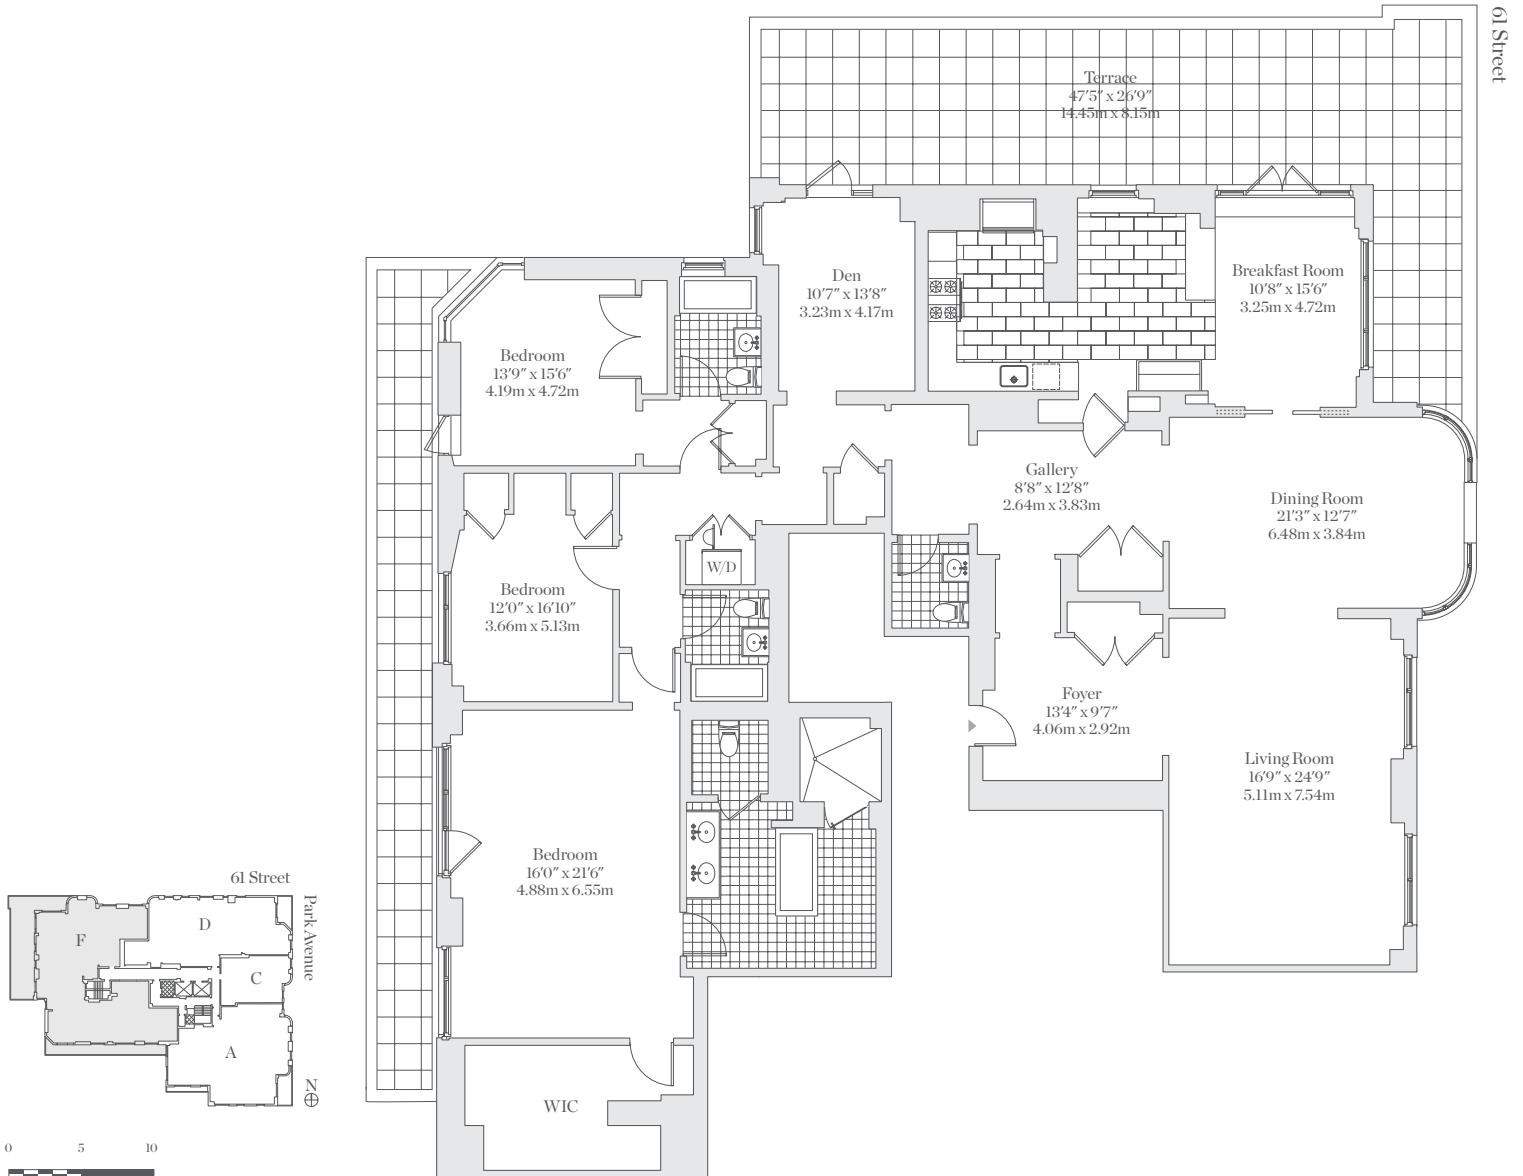 61 Street
Terrace
47'5" x 26'9"
14.45m x 8.15m
Den
10'7" x 13'8"
3.23m x 4.17m
Breakfast Room
10'8" x 15'6"
3.25m x 4.72m
Bedroom
13'9" x 15'6"
4.19m x 4.72m
Gallery
8'8" x 12'8"
2.64m x 3.83m
Dining Room
21'3" x 12'7"
6.48m x 3.84m
W/D
Bedroom
12'0" x 16'10"
3.66m x 5.13m
Foyer
13'4" x 9'7"
4.06m x 2.92m
Living Room
16'9" x 24'9"
5.11m x 7.54m
Bedroom
16'0" x 21'6"
4.88m x 6.55m
WIC
61 Street
Park Avenue
F
D
C
A
N
0 5 10